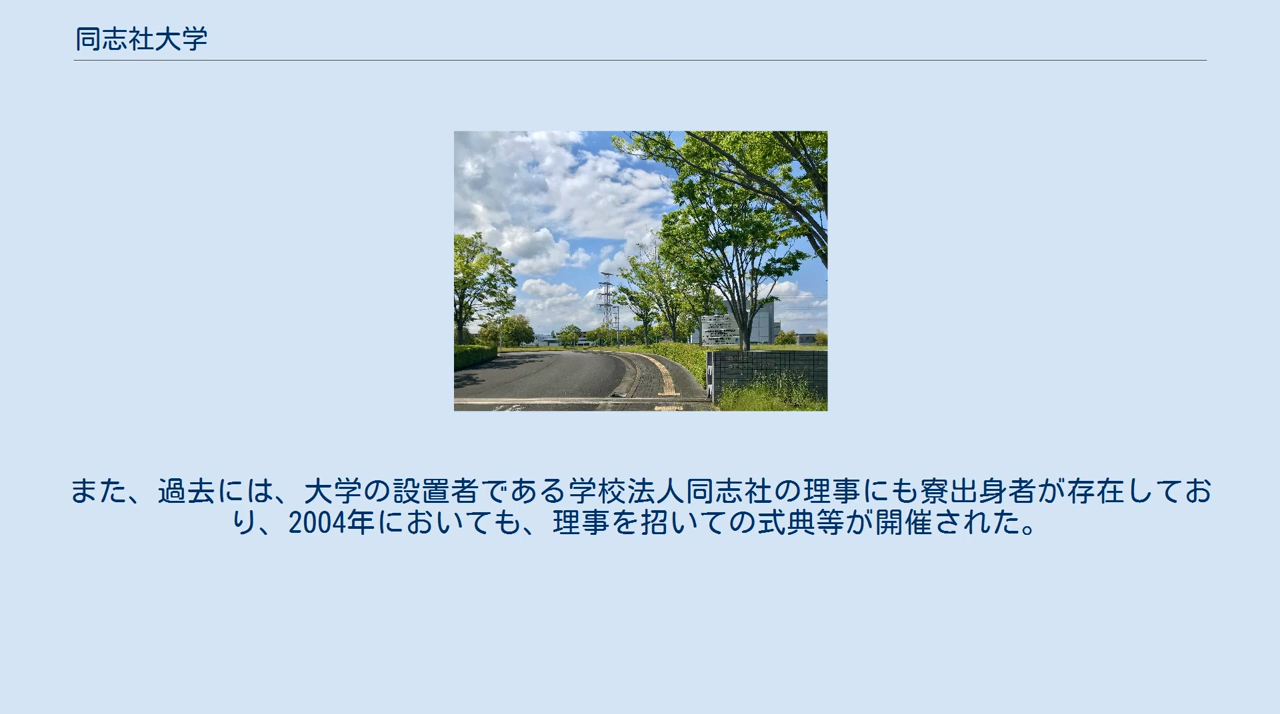 同志社大学
また、過去には、大学の設置者である学校法人同志社の理事にも寮出身者が存在してお
り、2004年においても、理事を招いての式典等が開催された。